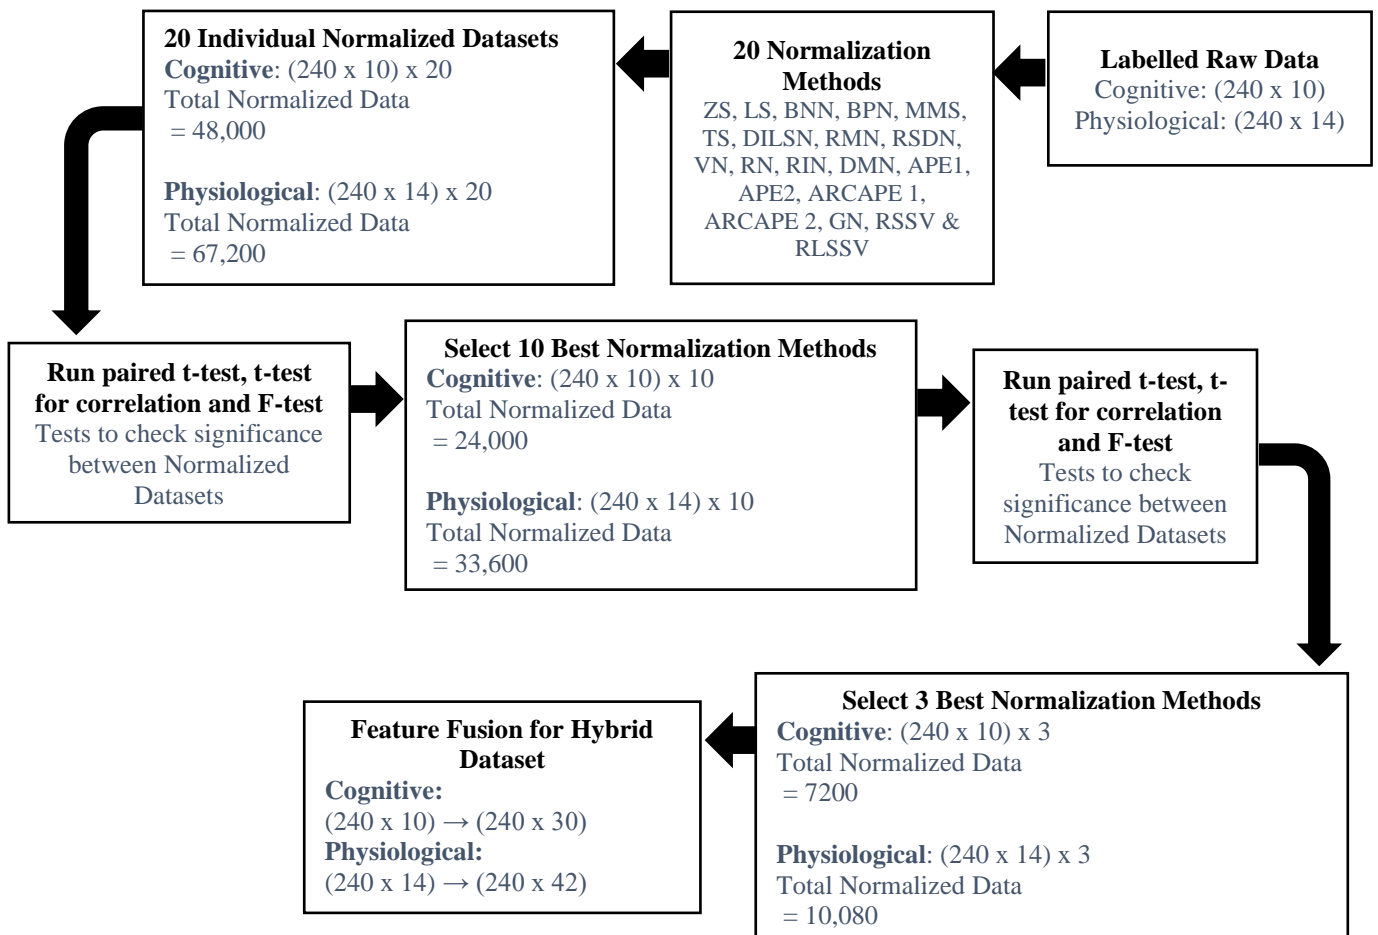 Labelled Raw Data
Cognitive: (240 x 10)
Physiological: (240 x 14)
20 Normalization
Methods
ZS, LS, BNN, BPN, MMS,
TS, DILSN, RMN, RSDN,
VN, RN, RIN, DMN, APE1,
APE2, ARCAPE 1,
ARCAPE 2, GN, RSSV &
RLSSV
20 Individual Normalized Datasets
Cognitive: (240 x 10) x 20
Total Normalized Data
= 48,000
Physiological: (240 x 14) x 20
Total Normalized Data
= 67,200
Run paired t-test, t-test
for correlation and F-test
Tests to check significance
between Normalized
Datasets
Select 10 Best Normalization Methods
Cognitive: (240 x 10) x 10
Total Normalized Data
= 24,000
Physiological: (240 x 14) x 10
Total Normalized Data
= 33,600
Run paired t-test, t-
test for correlation
and F-test
Tests to check
significance between
Normalized Datasets
Select 3 Best Normalization Methods
Cognitive: (240 x 10) x 3
Total Normalized Data
= 7200
Physiological: (240 x 14) x 3
Total Normalized Data
= 10,080
Feature Fusion for Hybrid
Dataset
Cognitive:
(240 x 10) → (240 x 30)
Physiological:
(240 x 14) → (240 x 42)